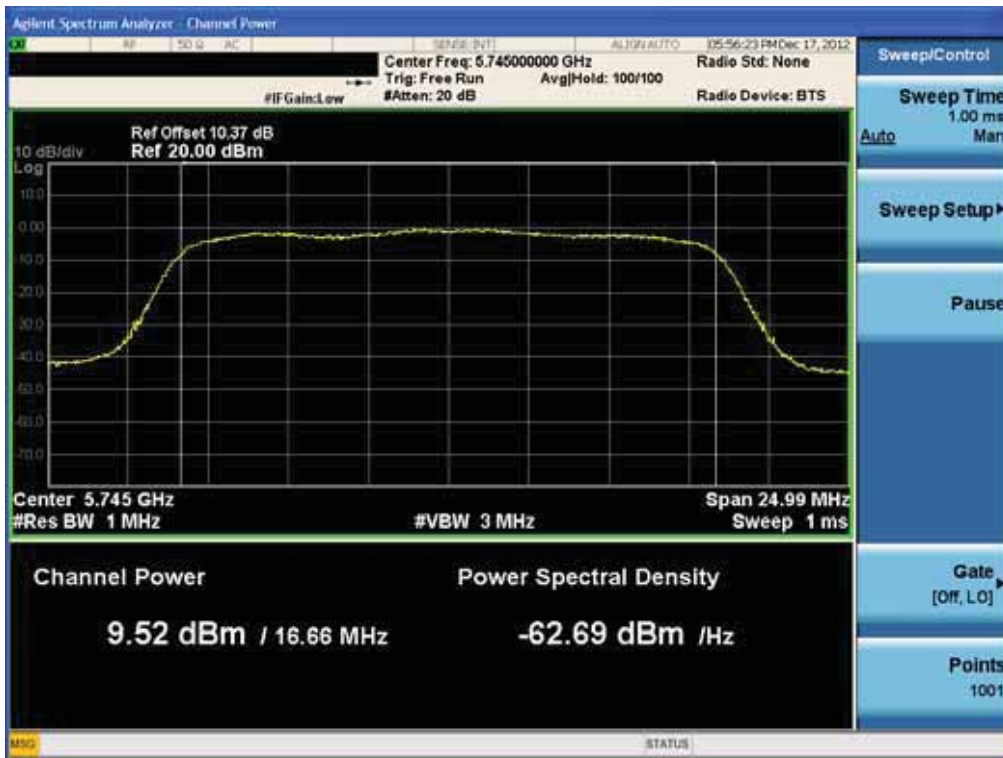 Agilent Spectrum Analyzer - Channel Power
RF 50 Ω AC SENSE:INT ALIGN AUTO 05:56:23 PM Dec 17, 2012
Center Freq: 5.745000000 GHz Radio Std: None
Trig: Free Run Avg|Hold: 100/100
#IFGain:Low #Atten: 20 dB Radio Device: BTS
Ref Offset 10.37 dB
10 dB/div Ref 20.00 dBm
Log
10.0
0.00
-10.0
-20.0
-30.0
-40.0
-50.0
-60.0
-70.0
Center 5.745 GHz Span 24.99 MHz
#Res BW 1 MHz #VBW 3 MHz Sweep 1 ms
Channel Power Power Spectral Density
9.52 dBm / 16.66 MHz -62.69 dBm /Hz
MSG STATUS
Sweep/Control
Sweep Time
1.00 ms
Auto Man
Sweep Setup
Pause
Gate
[Off, LO]
Points
1001